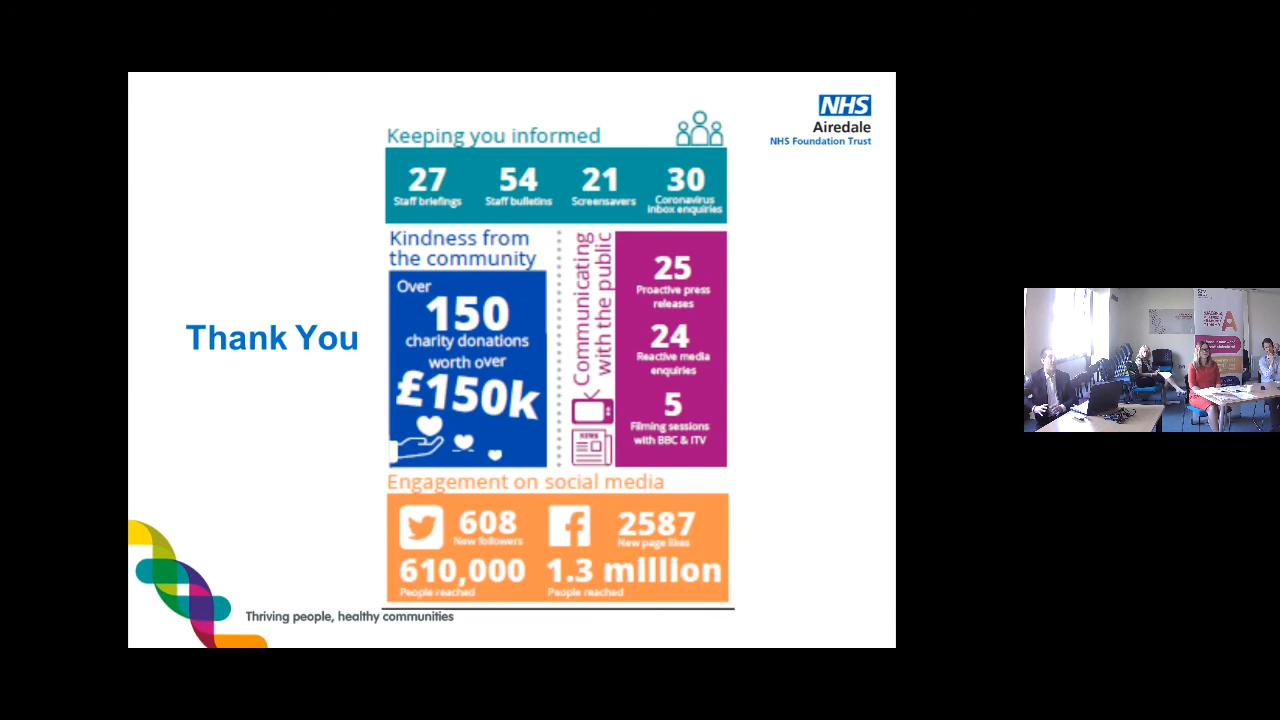 NHS
Airedale
NHS Foundation Trust
Thank You
Keeping you informed
27
Staff briefings
54
Staff bulletins
21
Screensavers
30
Coronavirus
inbox enquiries
Kindness from
the community
Over
150
charity donations
worth over
£150k
Communicating
with the public
NEWS
25
Proactive press
releases
24
Reactive media
enquiries
5
Filming sessions
with BBC & ITV
Engagement on social media
608
New followers
610,000
People reached
2587
New page likes
1.3 million
People reached
Thriving people, healthy communities